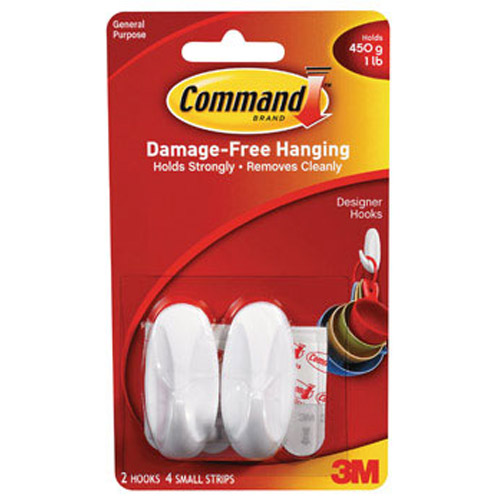 General
Purpose
Holds
450 g
1 lb
Command™
BRAND
Damage-Free Hanging
Holds Strongly • Removes Cleanly
Designer
Hooks
2 HOOKS 4 SMALL STRIPS
3M